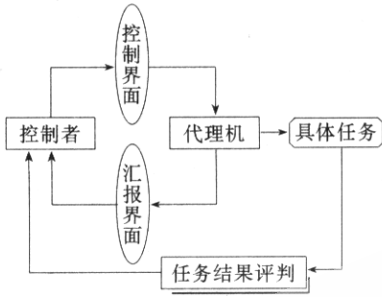 控制界面
控制者
代理机
具体任务
汇报界面
任务结果评判